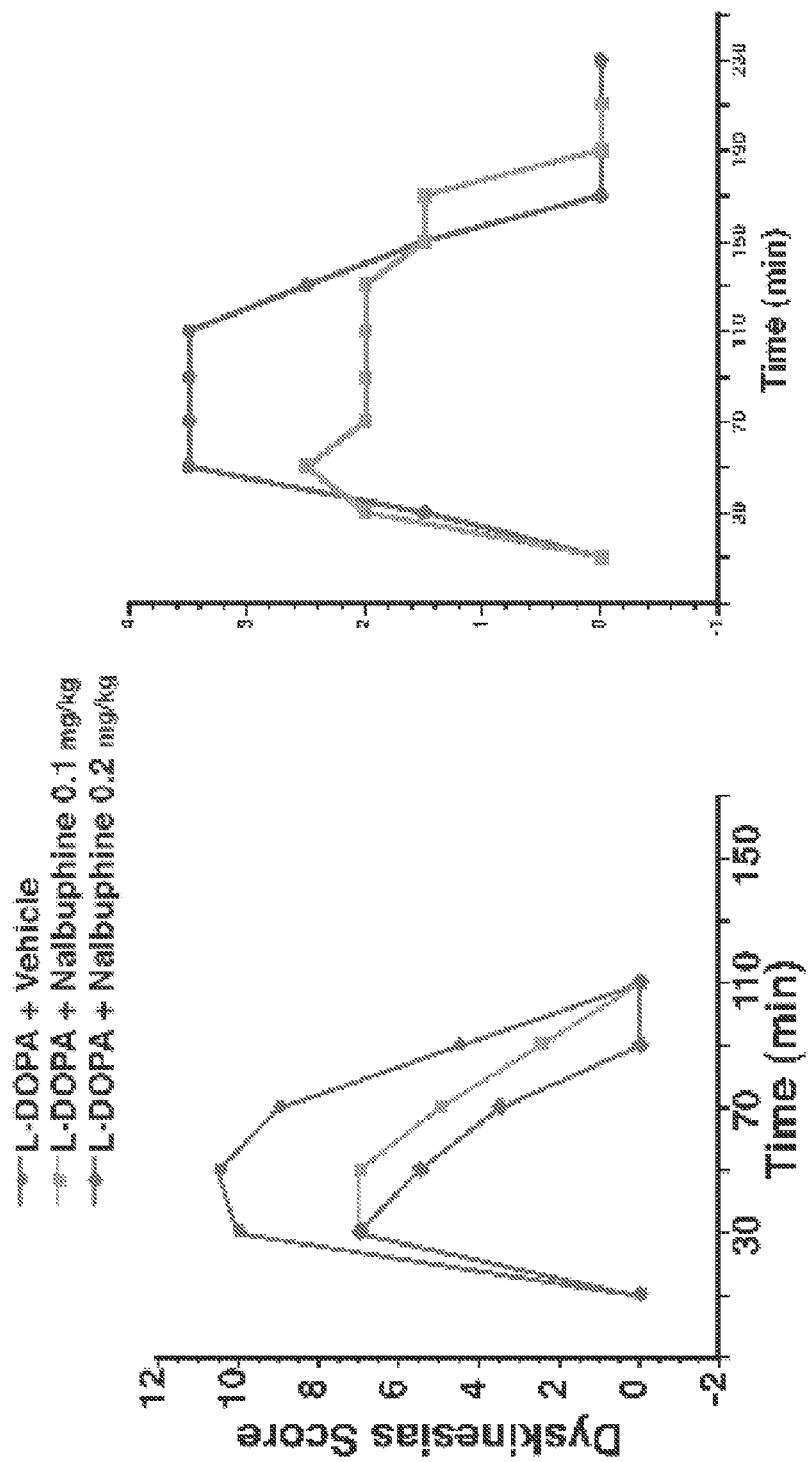 L-DOPA + Vehicle
L-DOPA + Nalbuphine 0.1 mg/kg
L-DOPA + Nalbuphine 0.2 mg/kg
Dyskinesias Score
12
10
8
6
4
2
0
-2
30 70 110 150
Time (min)
4
3
2
1
0
-1
30 70 110 150 190 230
Time (min)